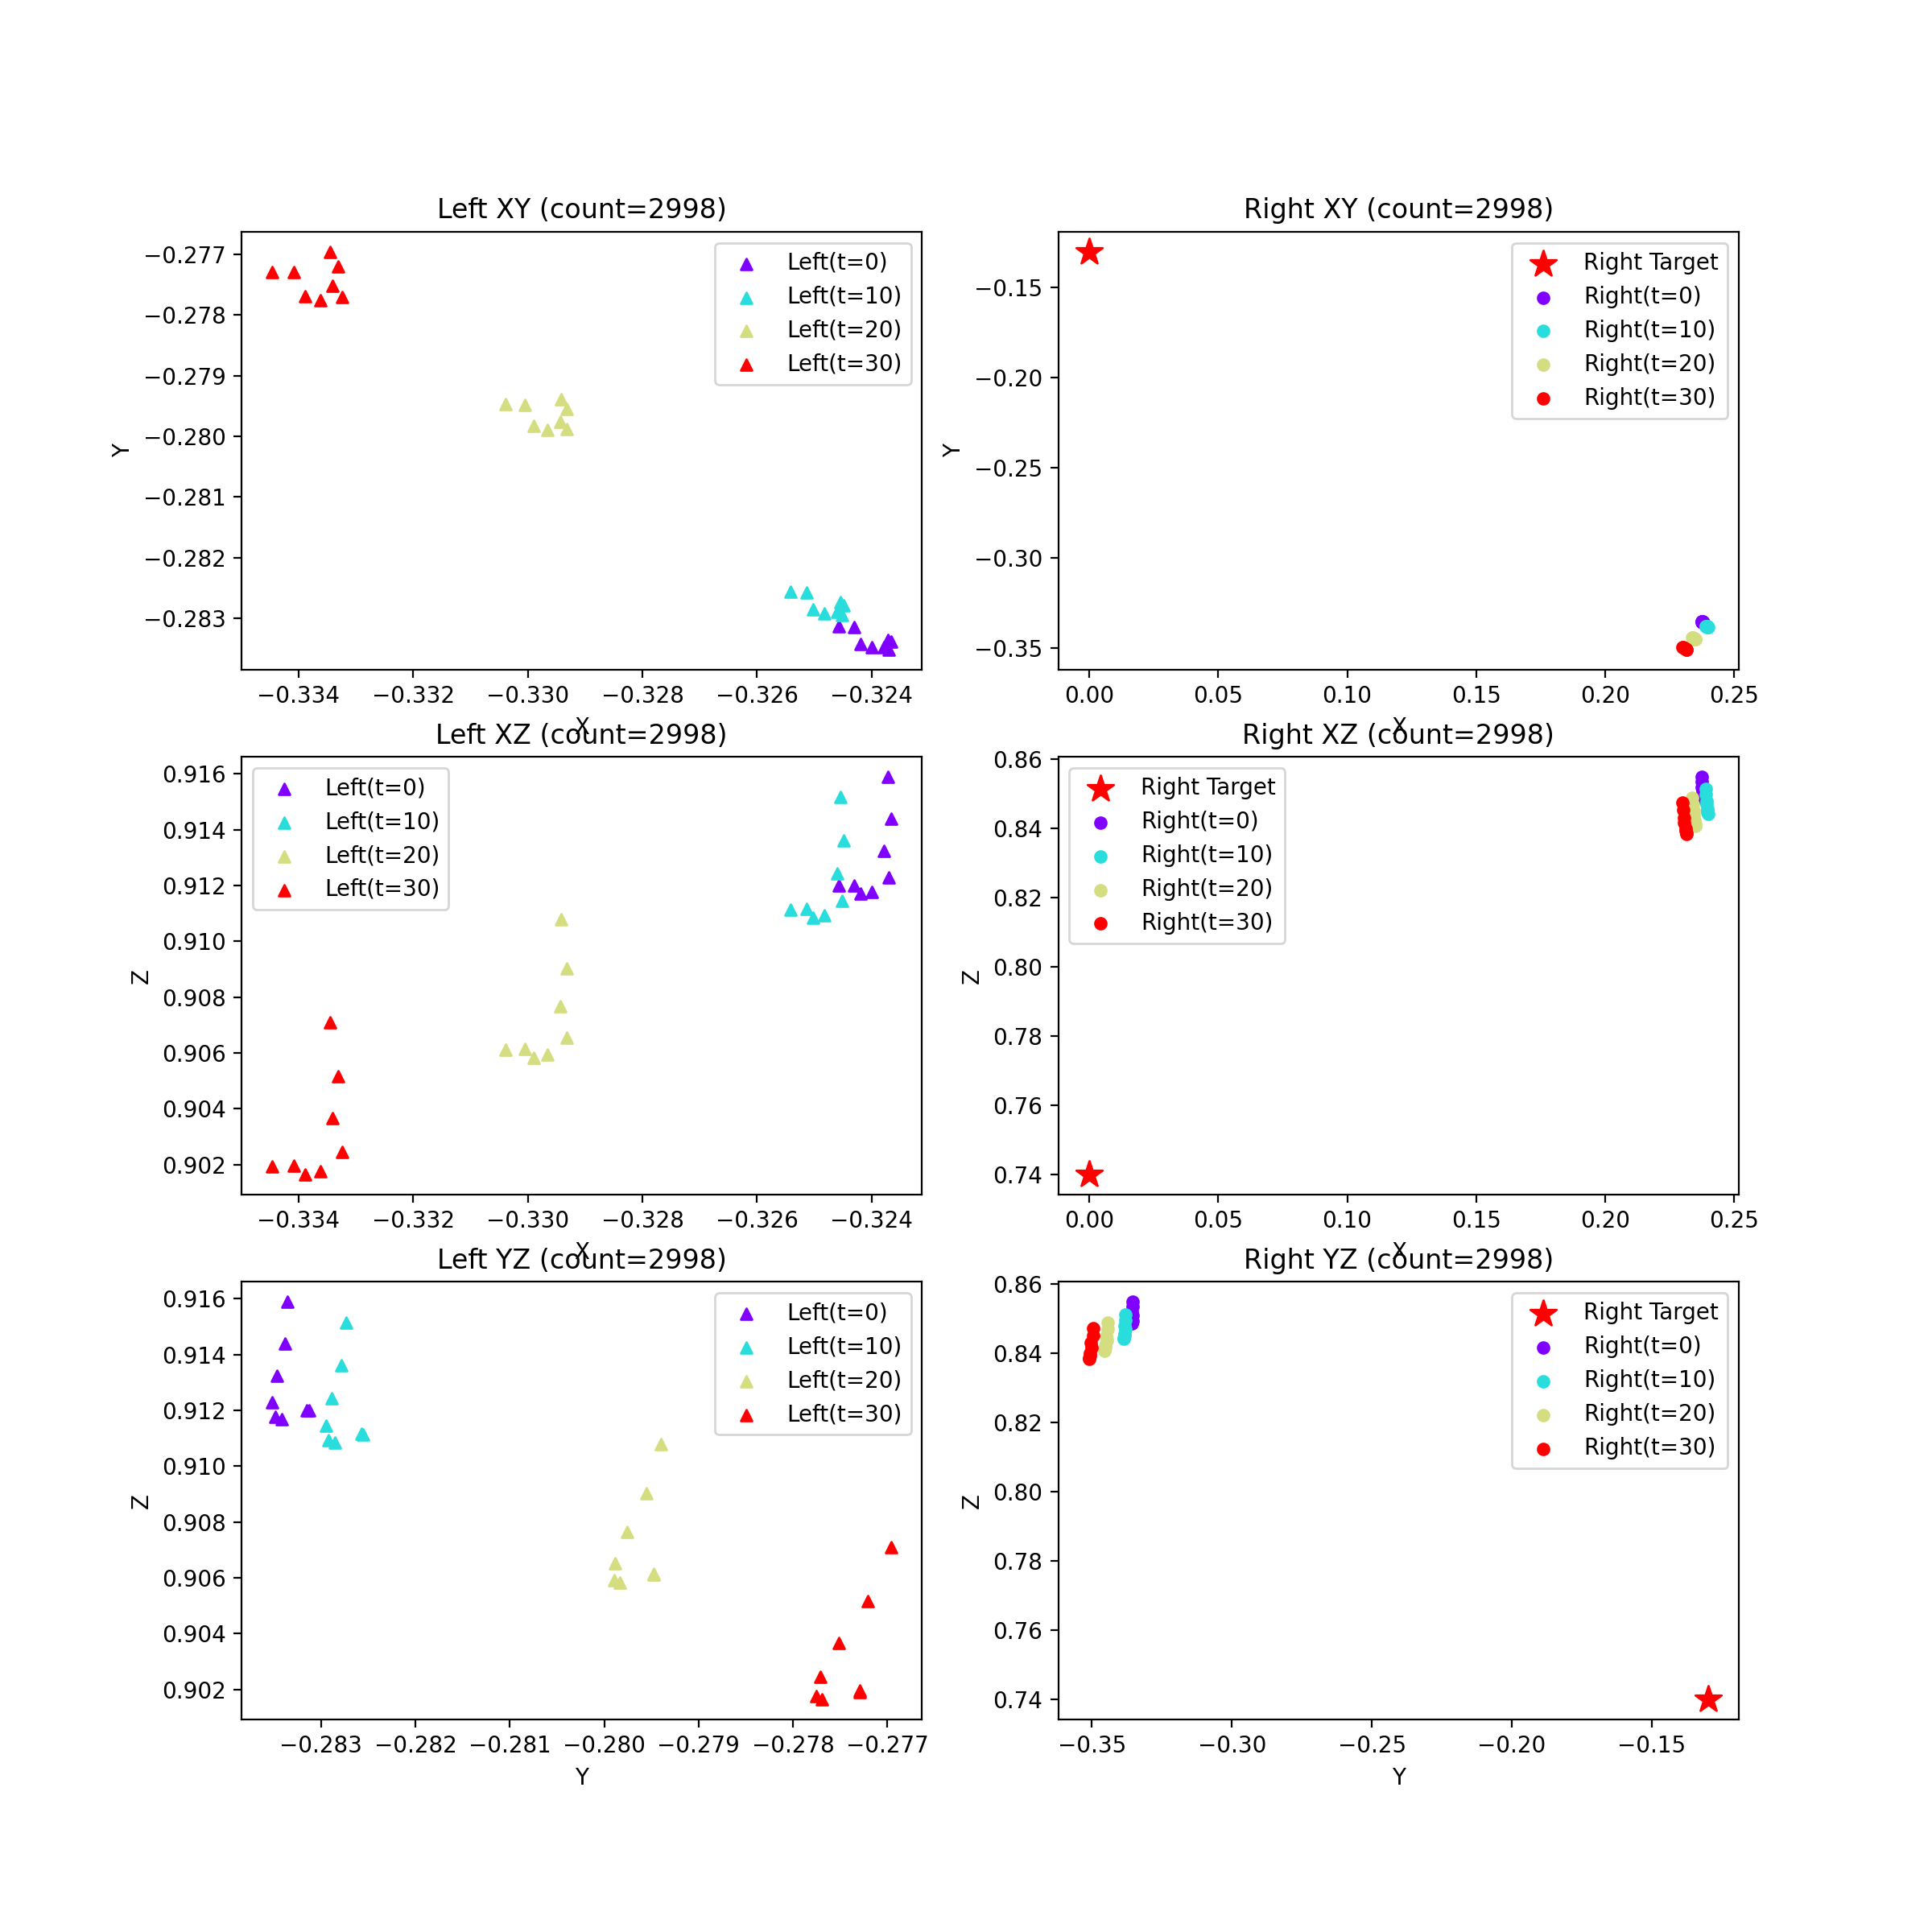 Left XY (count=2998)
−0.277
−0.278
−0.279
−0.280
−0.281
−0.282
−0.283
Y
Left(t=0)
Left(t=10)
Left(t=20)
Left(t=30)
−0.334 −0.332 −0.330 −0.328 −0.326 −0.324
X
Right XY (count=2998)
−0.15
−0.20
−0.25
−0.30
−0.35
Y
Right Target
Right(t=0)
Right(t=10)
Right(t=20)
Right(t=30)
0.00 0.05 0.10 0.15 0.20 0.25
X
Left XZ (count=2998)
0.916
0.914
0.912
0.910
0.908
0.906
0.904
0.902
Z
Left(t=0)
Left(t=10)
Left(t=20)
Left(t=30)
−0.334 −0.332 −0.330 −0.328 −0.326 −0.324
X
Right XZ (count=2998)
0.86
0.84
0.82
0.80
0.78
0.76
0.74
Z
Right Target
Right(t=0)
Right(t=10)
Right(t=20)
Right(t=30)
0.00 0.05 0.10 0.15 0.20 0.25
X
Left YZ (count=2998)
0.916
0.914
0.912
0.910
0.908
0.906
0.904
0.902
Z
Left(t=0)
Left(t=10)
Left(t=20)
Left(t=30)
−0.283 −0.282 −0.281 −0.280 −0.279 −0.278 −0.277
Y
Right YZ (count=2998)
0.86
0.84
0.82
0.80
0.78
0.76
0.74
Z
Right Target
Right(t=0)
Right(t=10)
Right(t=20)
Right(t=30)
−0.35 −0.30 −0.25 −0.20 −0.15
Y